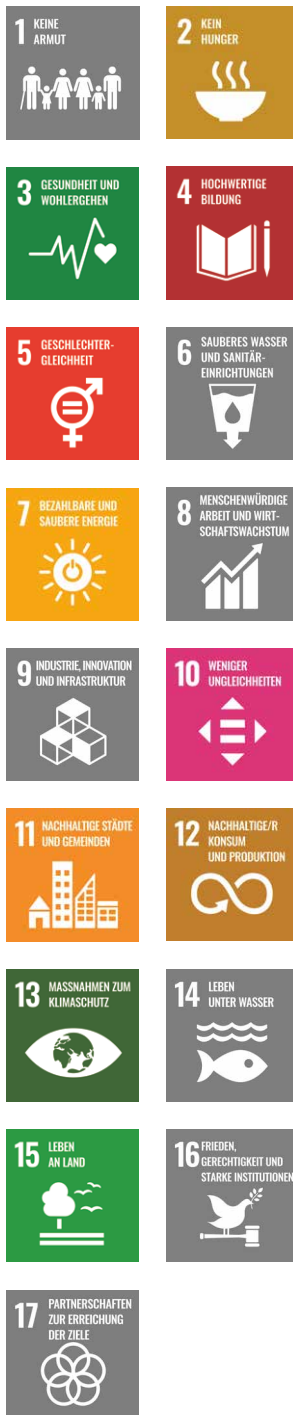 1 KEINE
ARMUT
2 KEIN
HUNGER
3 GESUNDHEIT UND
WOHLERGEHEN
4 HOCHWERTIGE
BILDUNG
5 GESCHLECHTER-
GLEICHHEIT
6 SAUBERES WASSER
UND SANITÄR-
EINRICHTUNGEN
7 BEZAHLBARE UND
SAUBERE ENERGIE
8 MENSCHENWÜRDIGE
ARBEIT UND WIRT-
SCHAFTSWACHSTUM
9 INDUSTRIE, INNOVATION
UND INFRASTRUKTUR
10 WENIGER
UNGLEICHHEITEN
11 NACHHALTIGE STÄDTE
UND GEMEINDEN
12 NACHHALTIGE/R
KONSUM
UND PRODUKTION
13 MASSNAHMEN ZUM
KLIMASCHUTZ
14 LEBEN
UNTER WASSER
15 LEBEN
AN LAND
16 FRIEDEN,
GERECHTIGKEIT UND
STARKE INSTITUTIONEN
17 PARTNERSCHAFTEN
ZUR ERREICHUNG
DER ZIELE